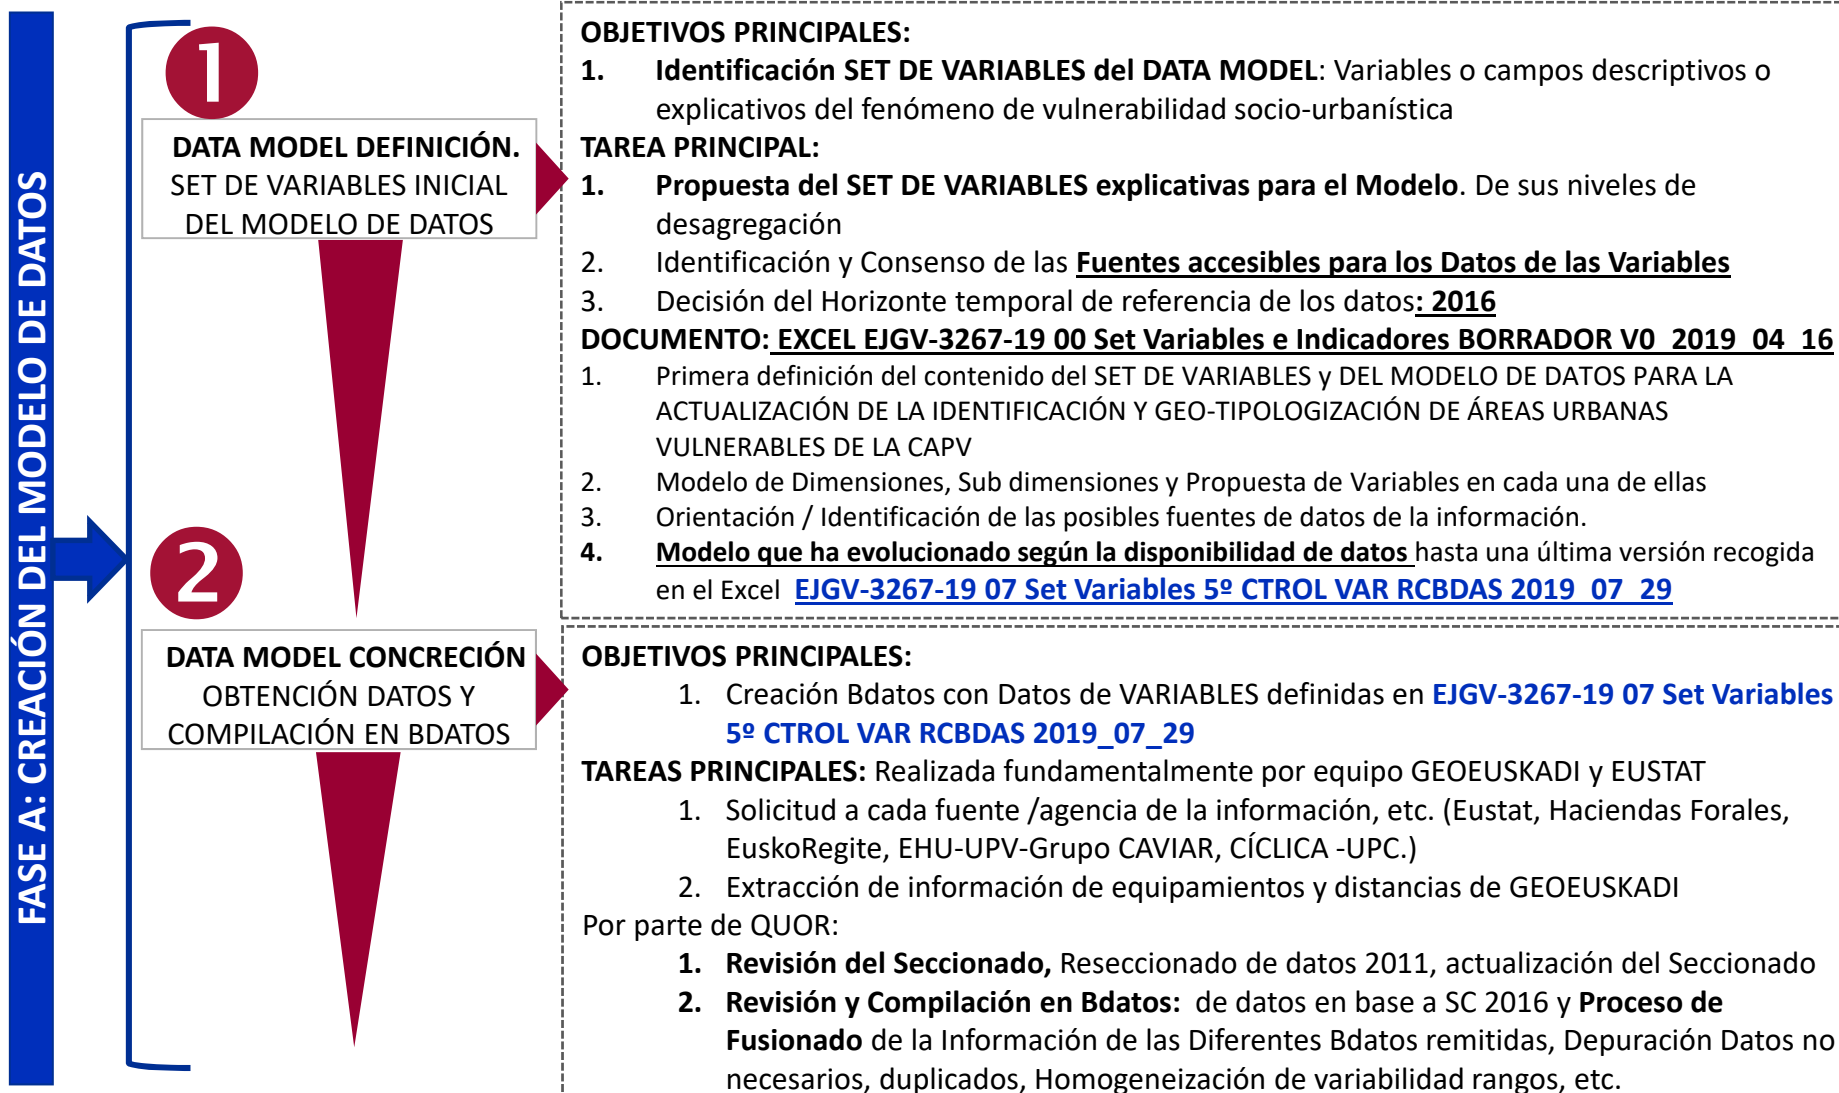 FASE A: CREACIÓN DEL MODELO DE DATOS
1
DATA MODEL DEFINICIÓN.
SET DE VARIABLES INICIAL
DEL MODELO DE DATOS
OBJETIVOS PRINCIPALES:
1. Identificación SET DE VARIABLES del DATA MODEL: Variables o campos descriptivos o
explicativos del fenómeno de vulnerabilidad socio-urbanística
TAREA PRINCIPAL:
1. Propuesta del SET DE VARIABLES explicativas para el Modelo. De sus niveles de
desagregación
2. Identificación y Consenso de las Fuentes accesibles para los Datos de las Variables
3. Decisión del Horizonte temporal de referencia de los datos: 2016
DOCUMENTO: EXCEL EJGV-3267-19 00 Set Variables e Indicadores BORRADOR V0_2019_04_16
1. Primera definición del contenido del SET DE VARIABLES y DEL MODELO DE DATOS PARA LA
ACTUALIZACIÓN DE LA IDENTIFICACIÓN Y GEO-TIPOLOGIZACIÓN DE ÁREAS URBANAS
VULNERABLES DE LA CAPV
2. Modelo de Dimensiones, Sub dimensiones y Propuesta de Variables en cada una de ellas
3. Orientación / Identificación de las posibles fuentes de datos de la información.
4. Modelo que ha evolucionado según la disponibilidad de datos hasta una última versión recogida
en el Excel EJGV-3267-19 07 Set Variables 5º CTROL VAR RCBDAS 2019_07_29
2
DATA MODEL CONCRECIÓN
OBTENCIÓN DATOS Y
COMPILACIÓN EN BDATOS
OBJETIVOS PRINCIPALES:
1. Creación Bdatos con Datos de VARIABLES definidas en EJGV-3267-19 07 Set Variables
5º CTROL VAR RCBDAS 2019_07_29
TAREAS PRINCIPALES: Realizada fundamentalmente por equipo GEOEUSKADI y EUSTAT
1. Solicitud a cada fuente /agencia de la información, etc. (Eustat, Haciendas Forales,
EuskoRegite, EHU-UPV-Grupo CAVIAR, CÍCLICA -UPC.)
2. Extracción de información de equipamientos y distancias de GEOEUSKADI
Por parte de QUOR:
1. Revisión del Seccionado, Reseccionado de datos 2011, actualización del Seccionado
2. Revisión y Compilación en Bdatos: de datos en base a SC 2016 y Proceso de
Fusionado de la Información de las Diferentes Bdatos remitidas, Depuración Datos no
necesarios, duplicados, Homogeneización de variabilidad rangos, etc.